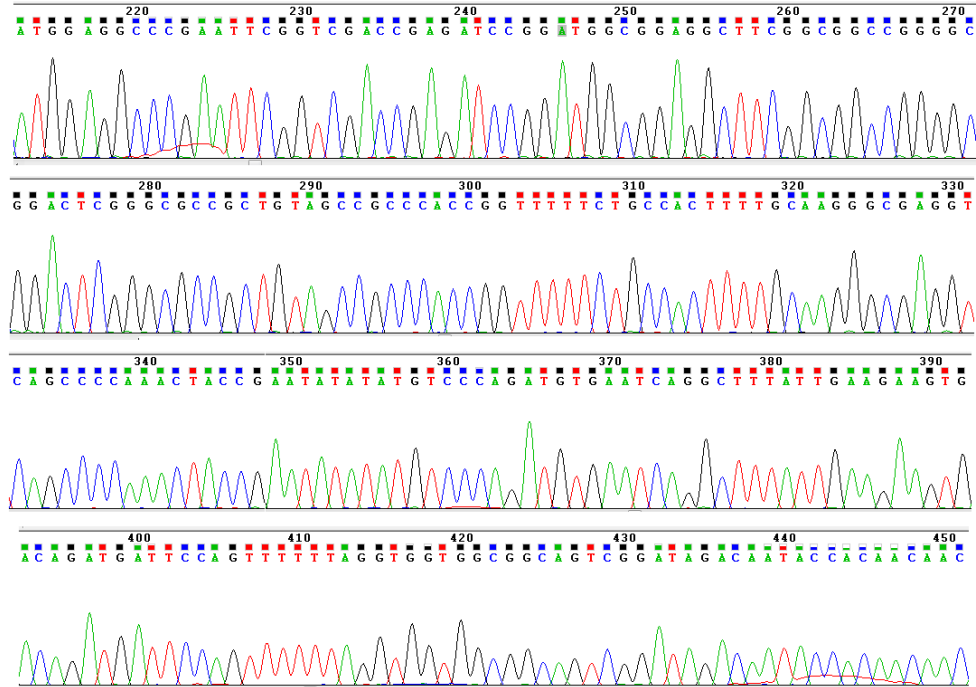 220 230 240 250 260 270
ATGGAGGCCCGAATTCGGTCGACCGAGATCCGGATGGCGGAGGCTTCGGCGGCCGGGGC
280 290 300 310 320 330
GGACTCGGGCGCCGCTGTAGCCGCCCACCGGTTTTTCTGCCACTTTTGCAAGGGCGAGGT
340 350 360 370 380 390
CAGCCCCAAACTACCGAATATATATGTCCCAGATGTGAATCAGGCTTTATTGAAGAAGTG
400 410 420 430 440 450
ACAGATGATTCCAGTTTTTTAGGTGGTGGCGGCAGTCGGATAGACAATACCACAACAAC